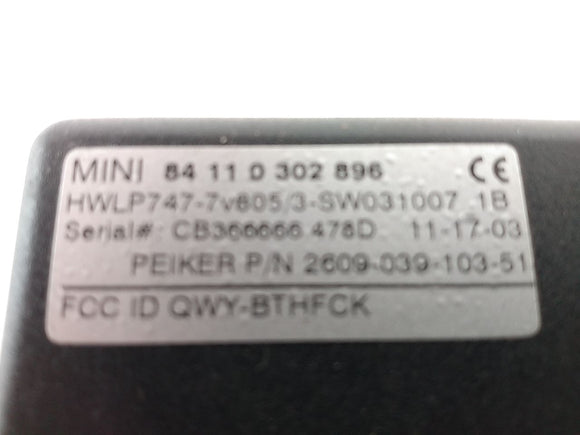 MINI 84 11 0 302 896 CE
HWLP747-7v805/3-SW031007 1B
Serial#: CB366666 478D 11-17-03
PEIKER P/N 2609-039-103-51
FCC ID QWY-BTHFCK